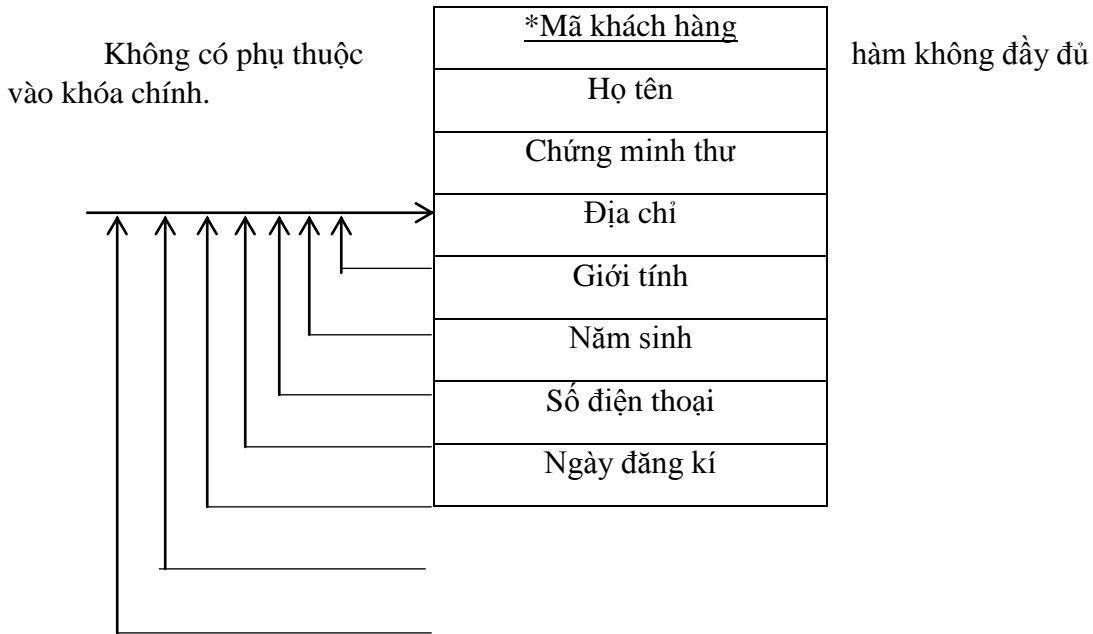 *Mã khách hàng
Không có phụ thuộc hàm không đầy đủ
vào khóa chính.
Họ tên
Chứng minh thư
Địa chỉ
Giới tính
Năm sinh
Số điện thoại
Ngày đăng kí